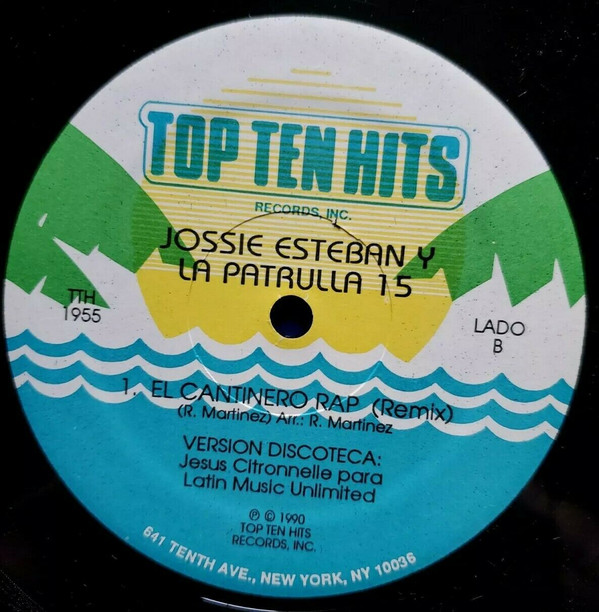 TOP TEN HITS
RECORDS, INC.
JOSSIE ESTEBAN Y
LA PATRULLA 15
TTH
1955
LADO
B
1. EL CANTINERO RAP (Remix)
(R. Martinez) Arr.: R. Martinez
VERSION DISCOTECA:
Jesus Citronnelle para
Latin Music Unlimited
℗ © 1990
TOP TEN HITS
RECORDS, INC.
641 TENTH AVE., NEW YORK, NY 10036